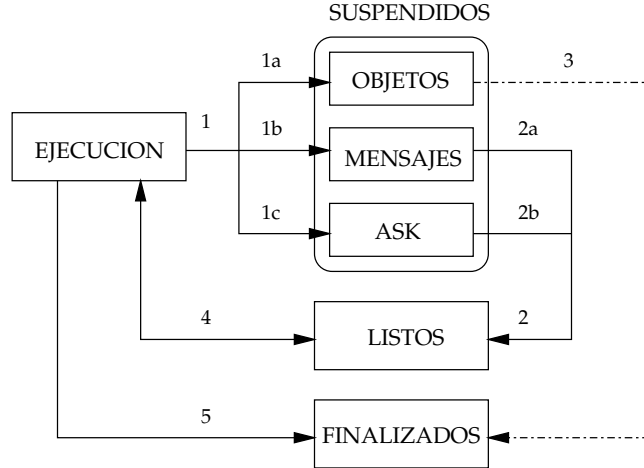 SUSPENDIDOS
1a
OBJETOS
3
1
EJECUCION
1b
MENSAJES
2a
1c
ASK
2b
4
LISTOS
2
5
FINALIZADOS